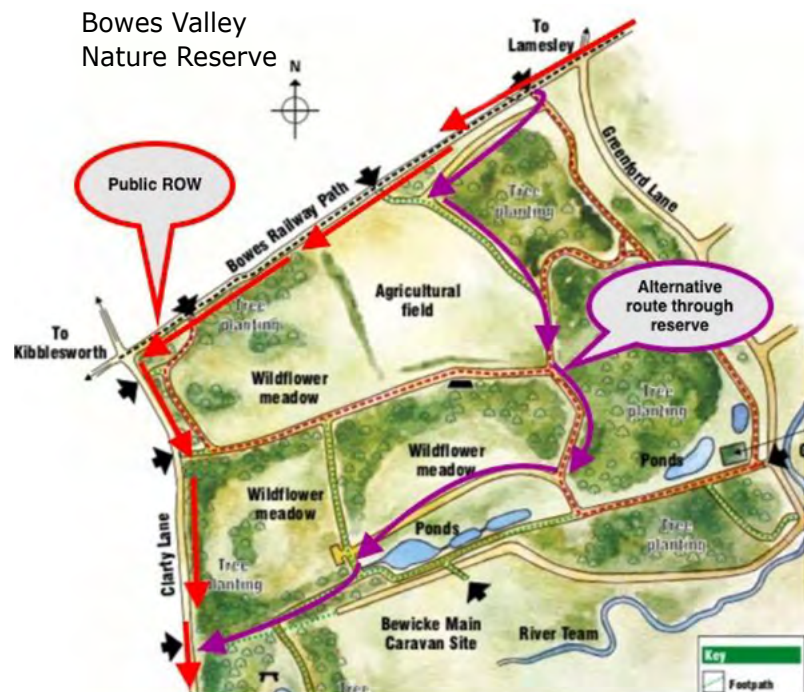 Bowes Valley
Nature Reserve
To
Lamesley
N
Public ROW
Bowes Railway Path
Greenford Lane
Tree
planting
Agricultural
field
Alternative
route through
reserve
To
Kibblesworth
Tree
planting
Wildflower
meadow
Tree
planting
Wildflower
meadow
Wildflower
meadow
Ponds
Ponds
Tree
planting
Clarty Lane
Tree
planting
Bewicke Main
Caravan Site
River Team
Key
Footpath
Tree